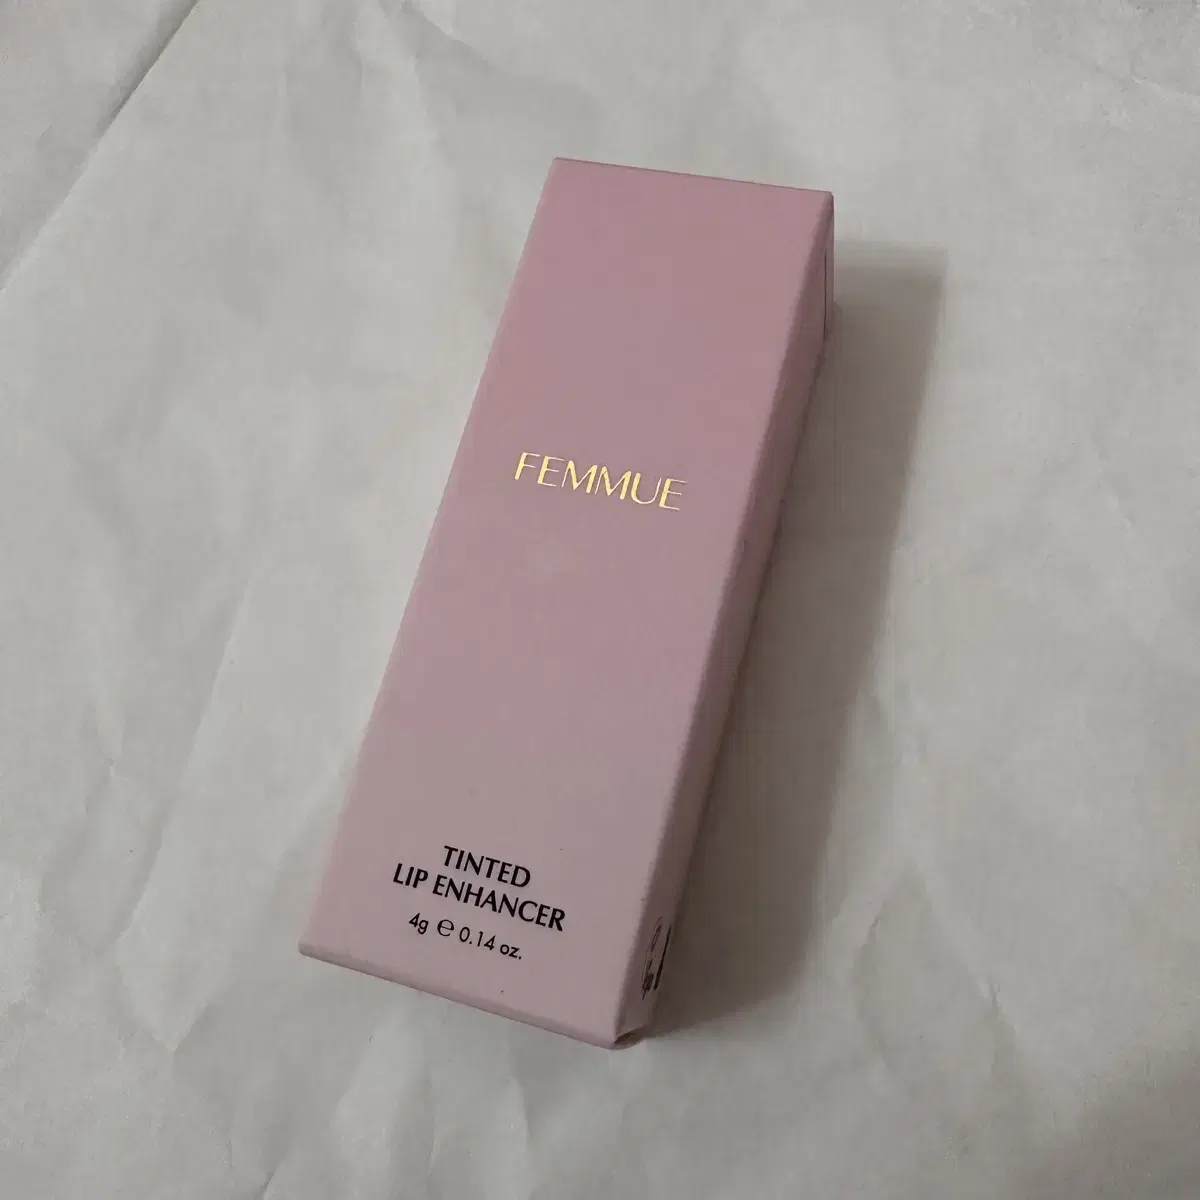 FEMMUE
TINTED
LIP ENHANCER
4g ℮ 0.14 oz.